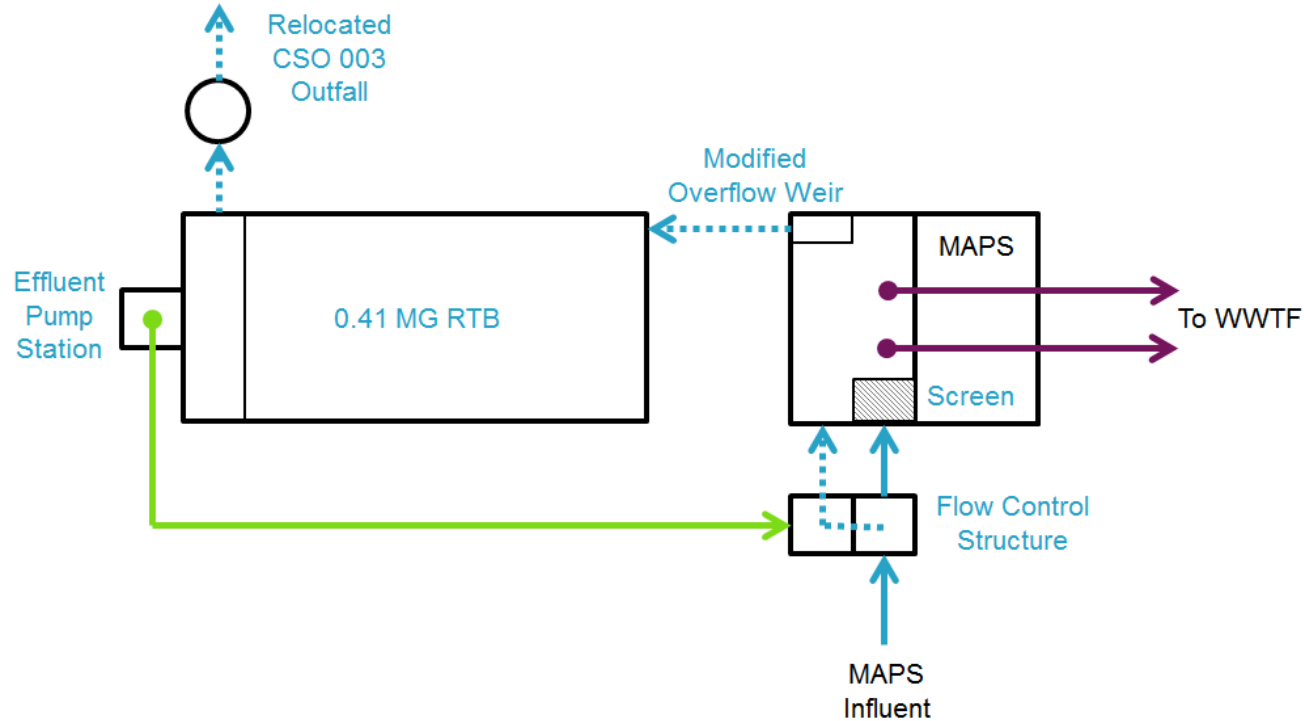 Relocated
CSO 003
Outfall
Modified
Overflow Weir
MAPS
Effluent
Pump
Station
0.41 MG RTB
To WWTF
Screen
Flow Control
Structure
MAPS
Influent